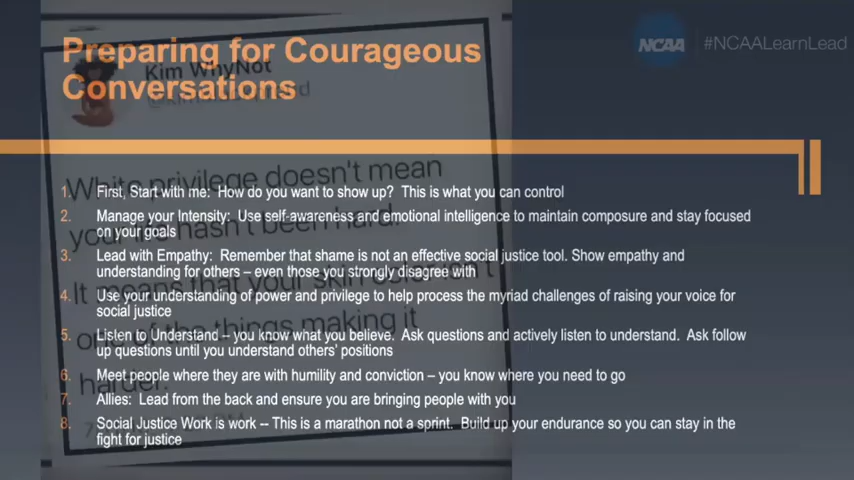 Preparing for Courageous
Conversations
NCAA
#NCAALearnLead
Kim WhyNot
White privilege doesn't mean
your life hasn't been hard.
It means that your skin color isn't
one of the things making it
harder.
1. First, Start with me: How do you want to show up? This is what you can control
2. Manage your Intensity: Use self-awareness and emotional intelligence to maintain composure and stay focused
on your goals
3. Lead with Empathy: Remember that shame is not an effective social justice tool. Show empathy and
understanding for others – even those you strongly disagree with
4. Use your understanding of power and privilege to help process the myriad challenges of raising your voice for
social justice
5. Listen to Understand – you know what you believe. Ask questions and actively listen to understand. Ask follow
up questions until you understand others' positions
6. Meet people where they are with humility and conviction – you know where you need to go
7. Allies: Lead from the back and ensure you are bringing people with you
8. Social Justice Work is work -- This is a marathon not a sprint. Build up your endurance so you can stay in the
fight for justice